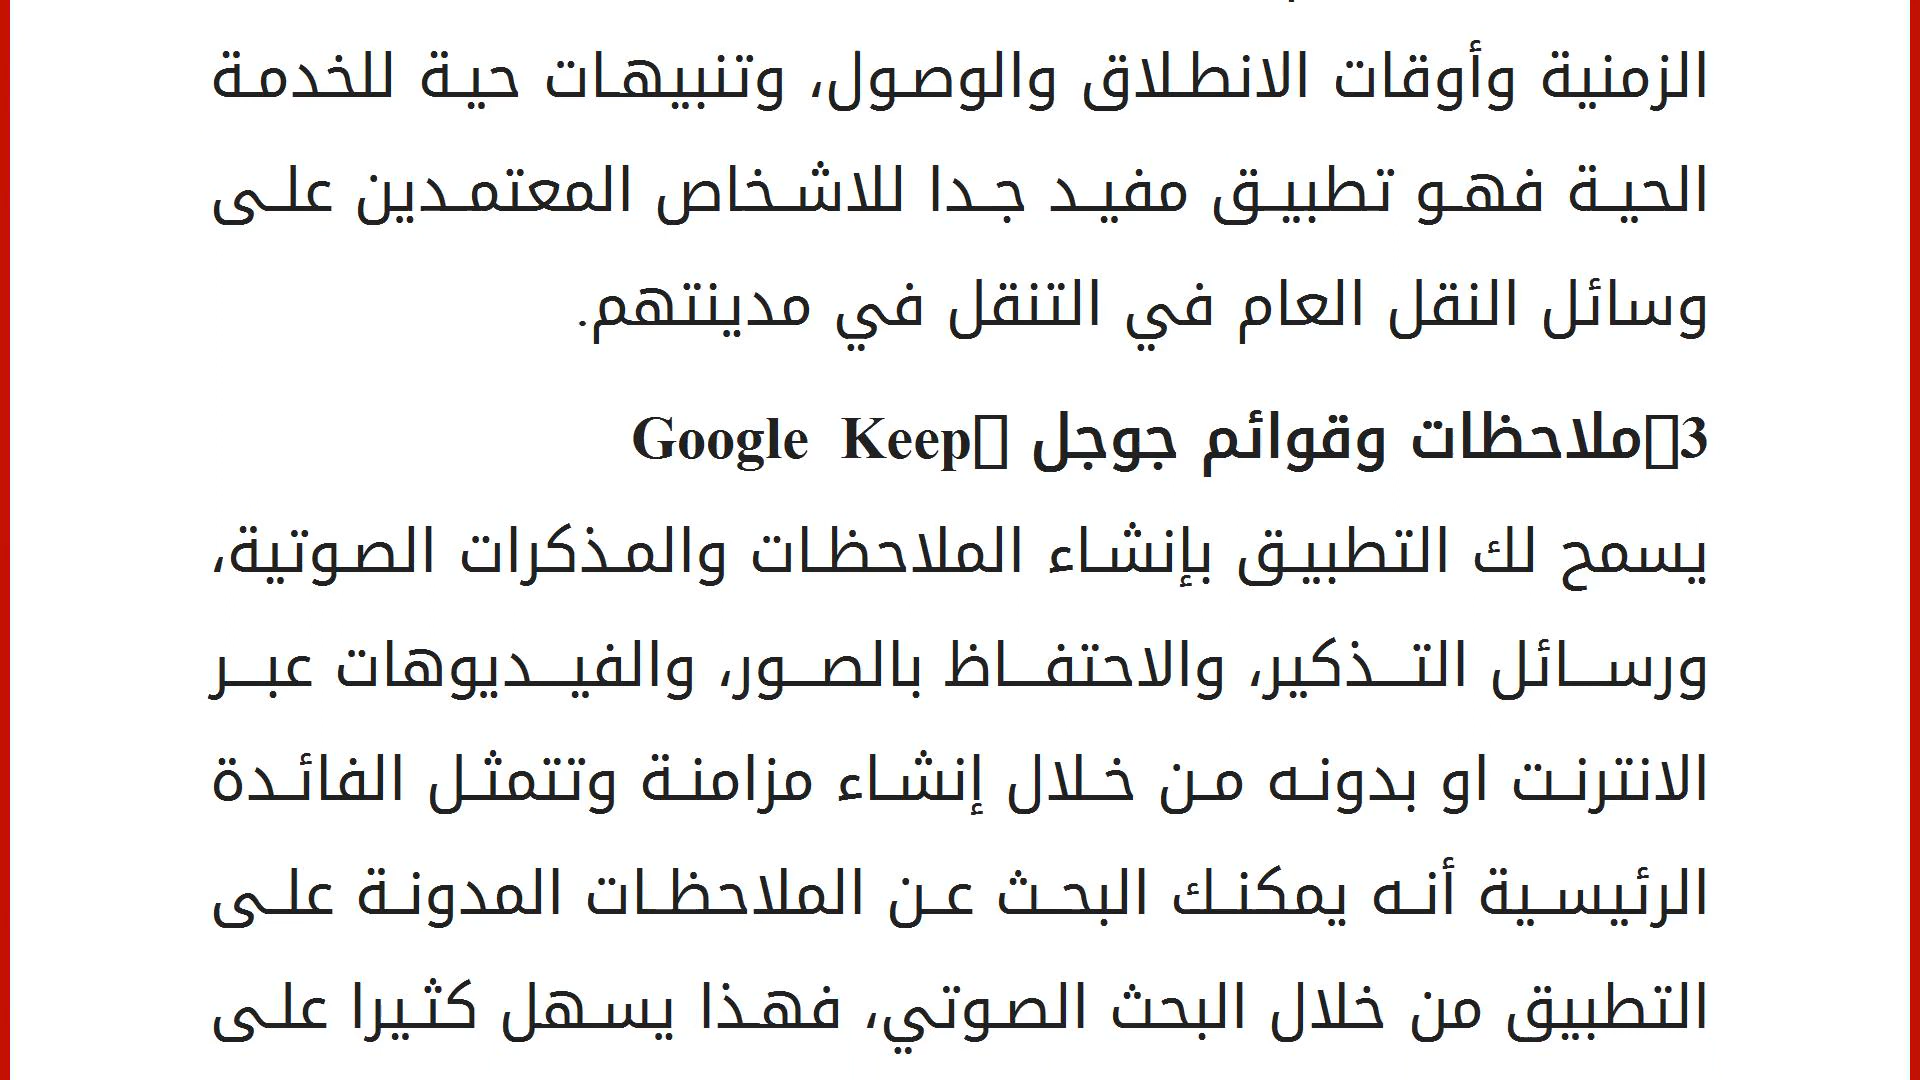 الزمنية وأوقات الانطلاق والوصول، وتنبيهات حية للخدمة
الحية فهو تطبيق مفيد جدا للاشخاص المعتمدين على
وسائل النقل العام في التنقل في مدينتهم.
3▯ملاحظات وقوائم جوجل ▯Google Keep
يسمح لك التطبيق بإنشاء الملاحظات والمذكرات الصوتية،
ورسائل التذكير، والاحتفاظ بالصور، والفيديوهات عبر
الانترنت او بدونه من خلال إنشاء مزامنة وتتمثل الفائدة
الرئيسية أنه يمكنك البحث عن الملاحظات المدونة على
التطبيق من خلال البحث الصوتي، فهذا يسهل كثيرا على